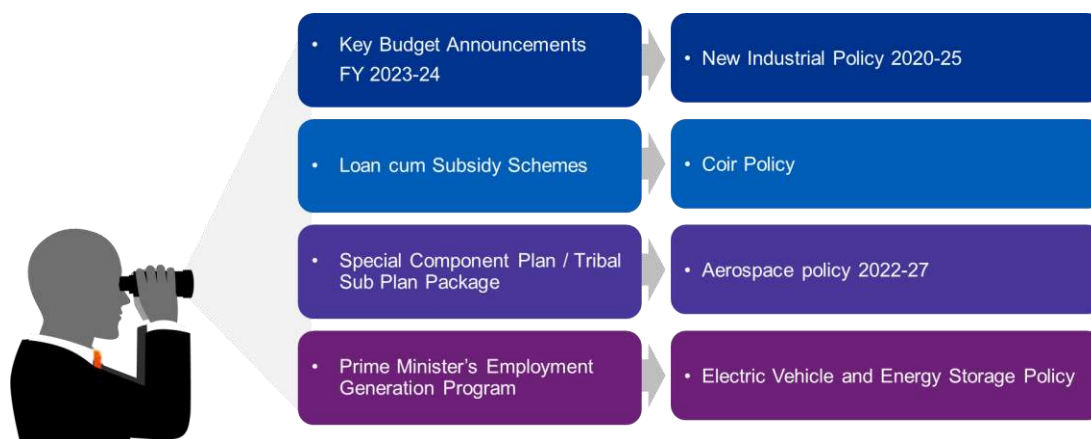 • Key Budget Announcements
FY 2023-24
• New Industrial Policy 2020-25
• Loan cum Subsidy Schemes
• Coir Policy
• Special Component Plan / Tribal
Sub Plan Package
• Aerospace policy 2022-27
• Prime Minister’s Employment
Generation Program
• Electric Vehicle and Energy Storage Policy